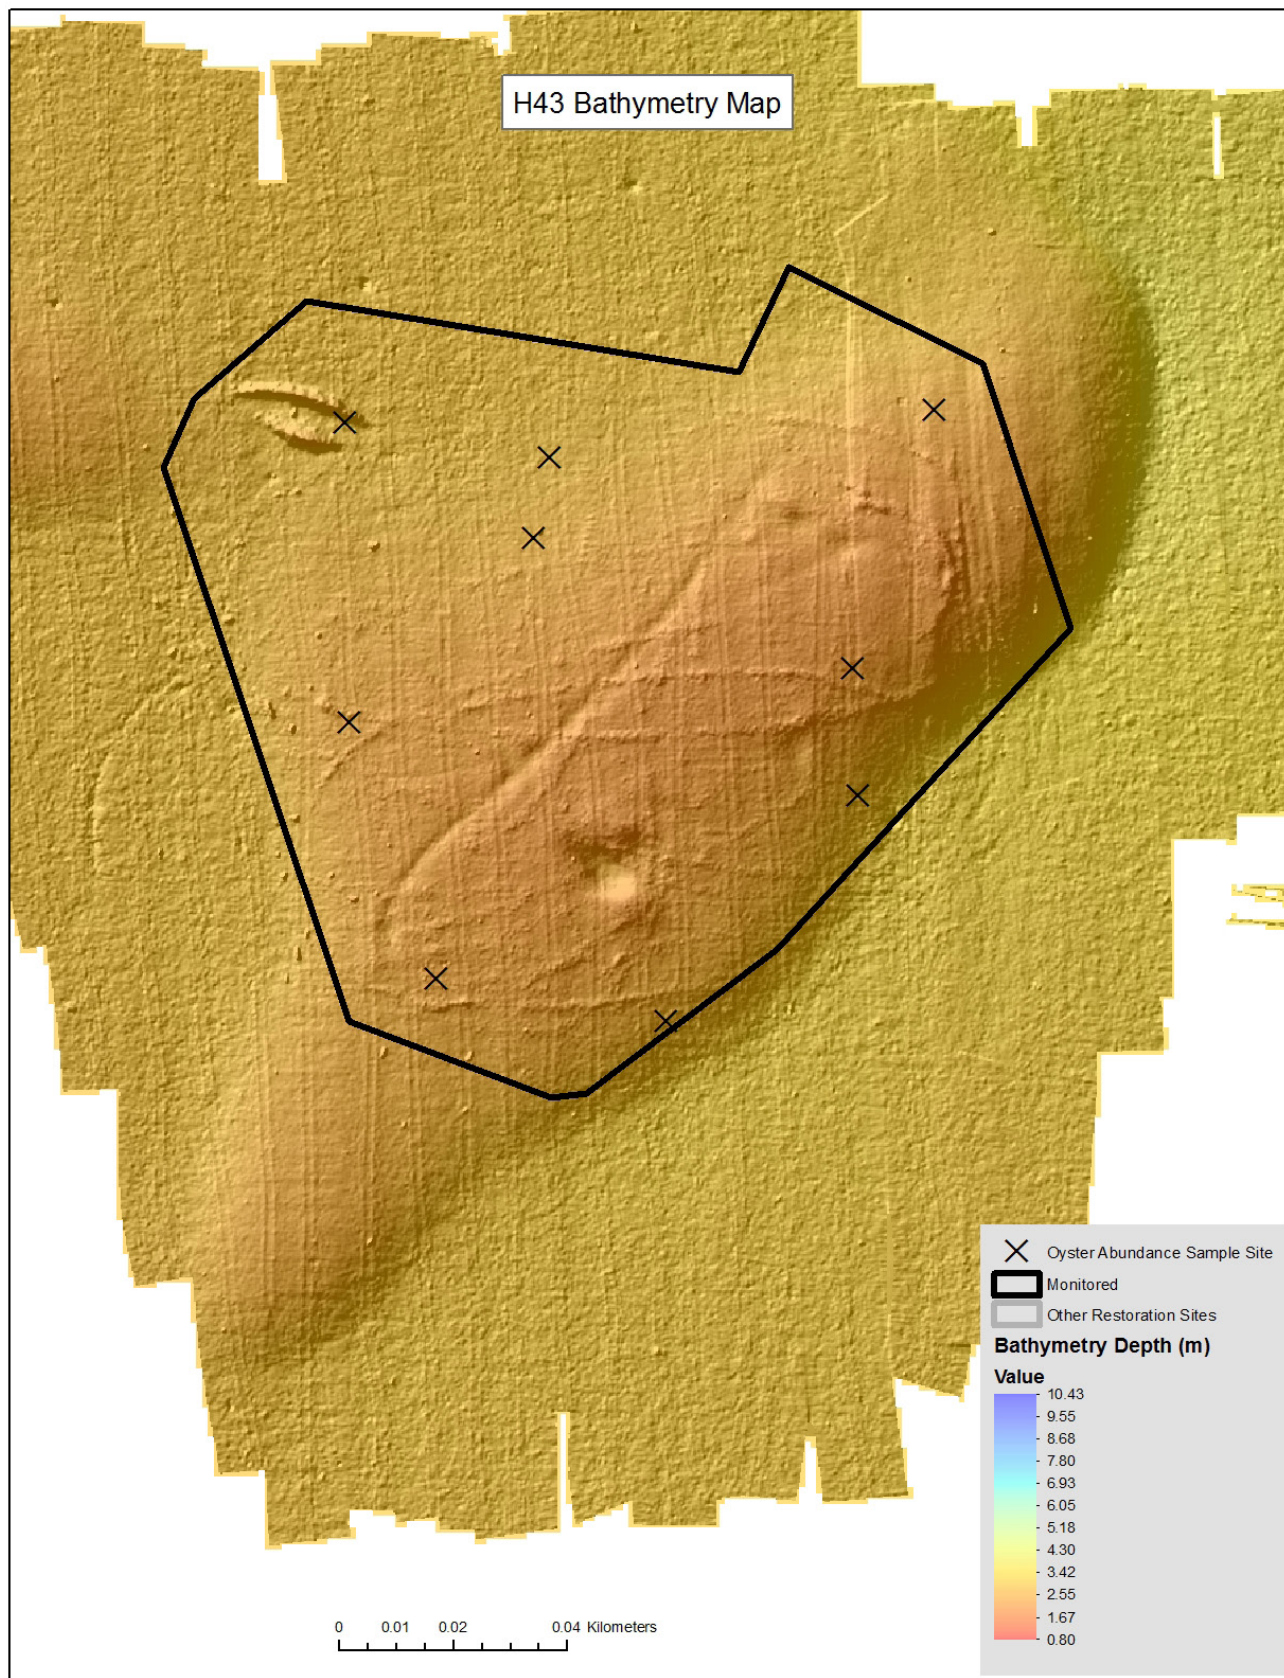 H43 Bathymetry Map
Oyster Abundance Sample Site
Monitored
Other Restoration Sites
Bathymetry Depth (m)
Value
10.43
9.55
8.68
7.80
6.93
6.05
5.18
4.30
3.42
2.55
1.67
0.80
0 0.01 0.02 0.04 Kilometers